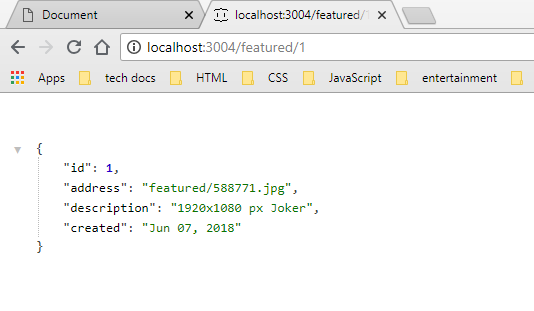 Document
localhost:3004/featured/1
localhost:3004/featured/1
Apps tech docs HTML CSS JavaScript entertainment
{
"id": 1,
"address": "featured/588771.jpg",
"description": "1920x1080 px Joker",
"created": "Jun 07, 2018"
}